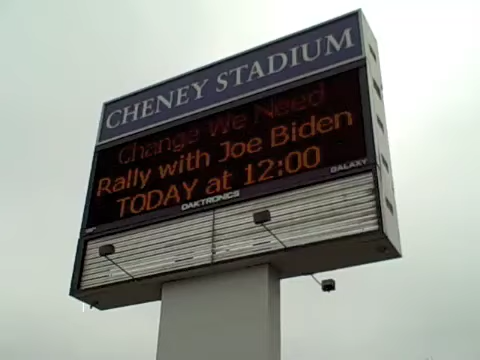 CHENEY STADIUM
Change We Need
Rally with Joe Biden
TODAY at 12:00
DAKTRONICS GALAXY